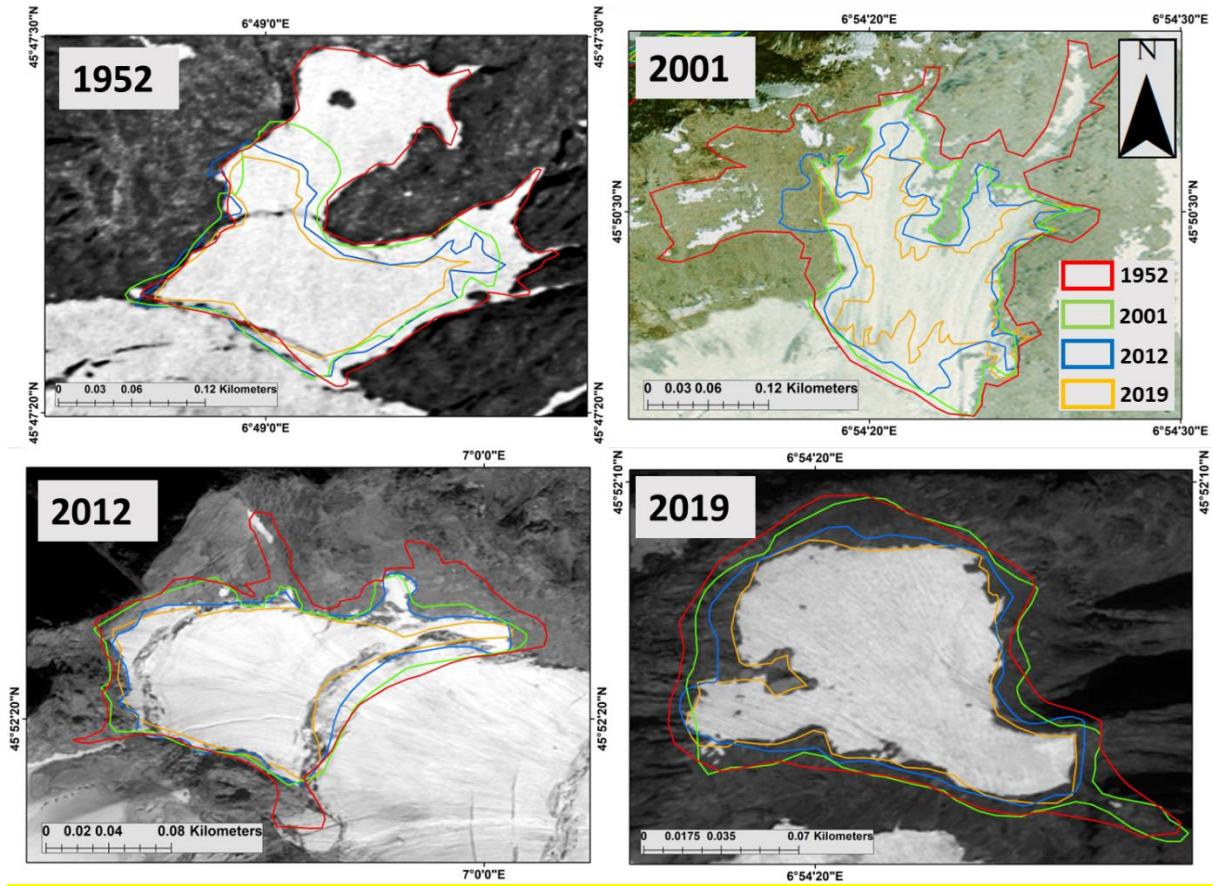 6°49'0"E
45°47'30"N
45°47'30"N
1952
0 0.03 0.06 0.12 Kilometers
45°47'20"N
45°47'20"N
6°49'0"E
6°54'20"E 6°54'30"E
2001
N
45°50'30"N
45°50'30"N
1952
2001
2012
2019
0 0.03 0.06 0.12 Kilometers
6°54'20"E 6°54'30"E
7°0'0"E
2012
45°52'20"N
45°52'20"N
0 0.02 0.04 0.08 Kilometers
7°0'0"E
6°54'20"E
45°52'10"N
45°52'10"N
2019
0 0.0175 0.035 0.07 Kilometers
6°54'20"E